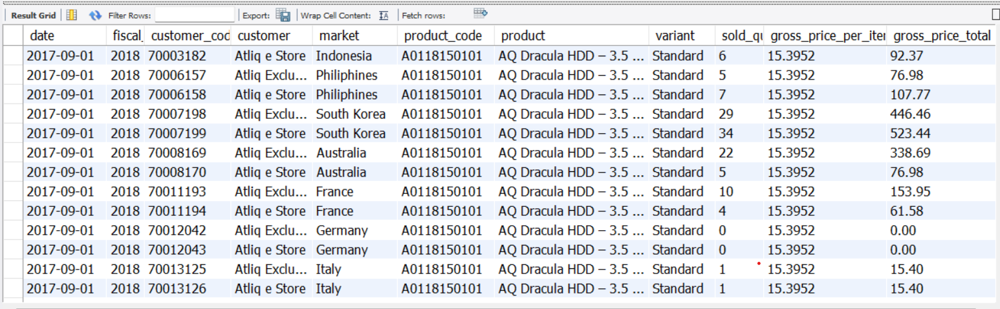 Result Grid Filter Rows: Export: Wrap Cell Content: IA Fetch rows:
date fiscal_ customer_cod customer market product_code product variant sold_qu gross_price_per_iter gross_price_total
2017-09-01 2018 70003182 Atliq e Store Indonesia A0118150101 AQ Dracula HDD – 3.5 ... Standard 6 15.3952 92.37
2017-09-01 2018 70006157 Atliq Exclu... Philiphines A0118150101 AQ Dracula HDD – 3.5 ... Standard 5 15.3952 76.98
2017-09-01 2018 70006158 Atliq e Store Philiphines A0118150101 AQ Dracula HDD – 3.5 ... Standard 7 15.3952 107.77
2017-09-01 2018 70007198 Atliq Exclu... South Korea A0118150101 AQ Dracula HDD – 3.5 ... Standard 29 15.3952 446.46
2017-09-01 2018 70007199 Atliq e Store South Korea A0118150101 AQ Dracula HDD – 3.5 ... Standard 34 15.3952 523.44
2017-09-01 2018 70008169 Atliq Exclu... Australia A0118150101 AQ Dracula HDD – 3.5 ... Standard 22 15.3952 338.69
2017-09-01 2018 70008170 Atliq e Store Australia A0118150101 AQ Dracula HDD – 3.5 ... Standard 5 15.3952 76.98
2017-09-01 2018 70011193 Atliq Exclu... France A0118150101 AQ Dracula HDD – 3.5 ... Standard 10 15.3952 153.95
2017-09-01 2018 70011194 Atliq e Store France A0118150101 AQ Dracula HDD – 3.5 ... Standard 4 15.3952 61.58
2017-09-01 2018 70012042 Atliq Exclu... Germany A0118150101 AQ Dracula HDD – 3.5 ... Standard 0 15.3952 0.00
2017-09-01 2018 70012043 Atliq e Store Germany A0118150101 AQ Dracula HDD – 3.5 ... Standard 0 15.3952 0.00
2017-09-01 2018 70013125 Atliq Exclu... Italy A0118150101 AQ Dracula HDD – 3.5 ... Standard 1 15.3952 15.40
2017-09-01 2018 70013126 Atliq e Store Italy A0118150101 AQ Dracula HDD – 3.5 ... Standard 1 15.3952 15.40